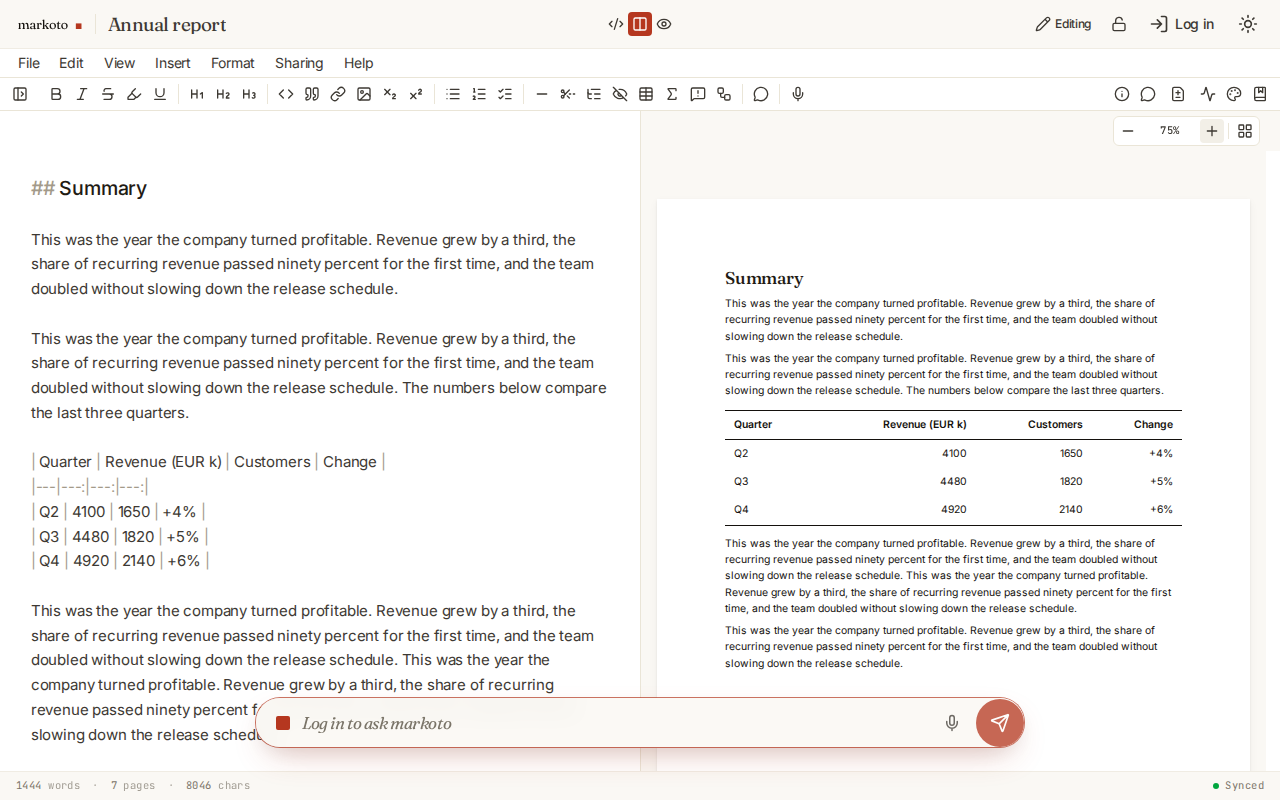 markoto
Annual report
Editing
Log in
File Edit View Insert Format Sharing Help
H1 H2 H3
X2 X2
75%
## Summary
This was the year the company turned profitable. Revenue grew by a third, the
share of recurring revenue passed ninety percent for the first time, and the team
doubled without slowing down the release schedule.
This was the year the company turned profitable. Revenue grew by a third, the
share of recurring revenue passed ninety percent for the first time, and the team
doubled without slowing down the release schedule. The numbers below compare
the last three quarters.
| Quarter | Revenue (EUR k) | Customers | Change |
|---|---:|---:|---:|
| Q2 | 4100 | 1650 | +4% |
| Q3 | 4480 | 1820 | +5% |
| Q4 | 4920 | 2140 | +6% |
This was the year the company turned profitable. Revenue grew by a third, the
share of recurring revenue passed ninety percent for the first time, and the team
doubled without slowing down the release schedule. This was the year the
company turned profitable. Revenue grew by a third, the share of recurring
revenue passed ninety percent
slowing down the release
Summary
This was the year the company turned profitable. Revenue grew by a third, the share of
recurring revenue passed ninety percent for the first time, and the team doubled without
slowing down the release schedule.
This was the year the company turned profitable. Revenue grew by a third, the share of
recurring revenue passed ninety percent for the first time, and the team doubled without
slowing down the release schedule. The numbers below compare the last three quarters.
Quarter Revenue (EUR k) Customers Change
Q2 4100 1650 +4%
Q3 4480 1820 +5%
Q4 4920 2140 +6%
This was the year the company turned profitable. Revenue grew by a third, the share of
recurring revenue passed ninety percent for the first time, and the team doubled without
slowing down the release schedule. This was the year the company turned profitable.
Revenue grew by a third, the share of recurring revenue passed ninety percent for the first
time, and the team doubled without slowing down the release schedule.
This was the year the company turned profitable. Revenue grew by a third, the share of
recurring revenue passed ninety percent for the first time, and the team doubled without
slowing down the release schedule.
Log in to ask markoto
1444 words · 7 pages · 8046 chars
Synced